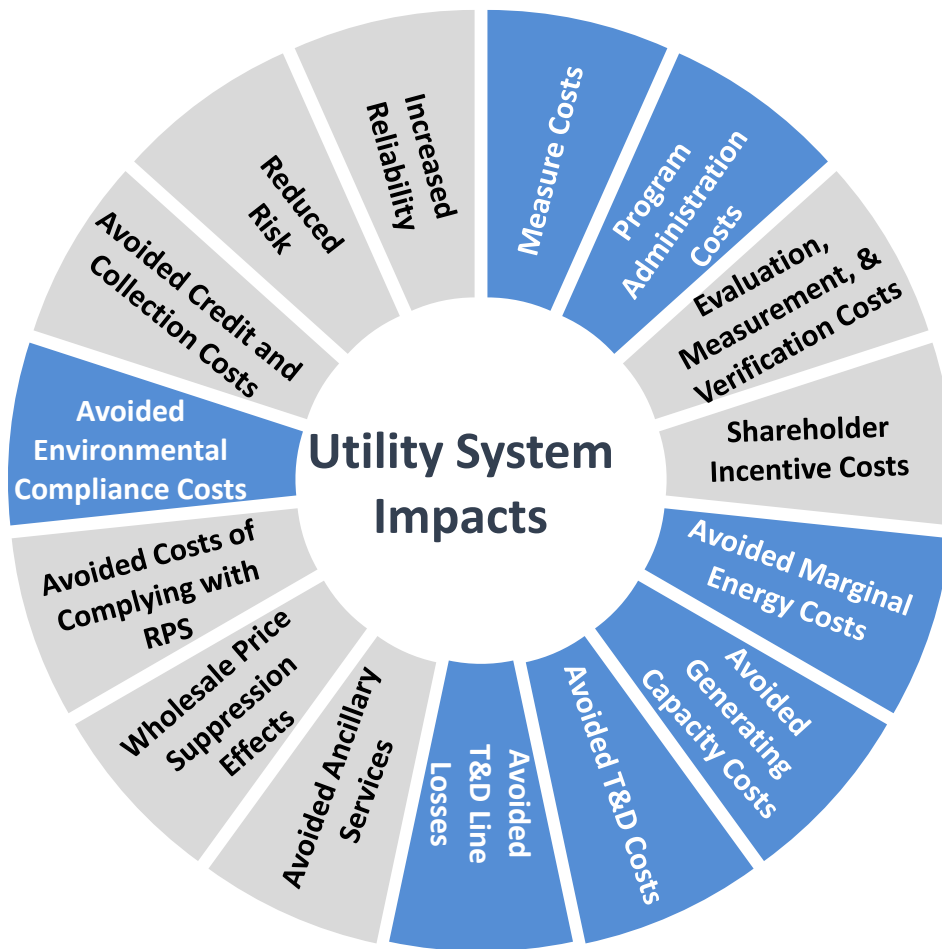 Utility System
Impacts
Measure Costs
Program
Administration
Costs
Evaluation,
Measurement, &
Verification Costs
Shareholder
Incentive Costs
Avoided Marginal
Energy Costs
Avoided
Generating
Capacity Costs
Avoided T&D Costs
Avoided
T&D Line
Losses
Avoided Ancillary
Services
Wholesale Price
Suppression
Effects
Avoided Costs of
Complying with
RPS
Avoided
Environmental
Compliance Costs
Avoided Credit and
Collection Costs
Reduced
Risk
Increased
Reliability